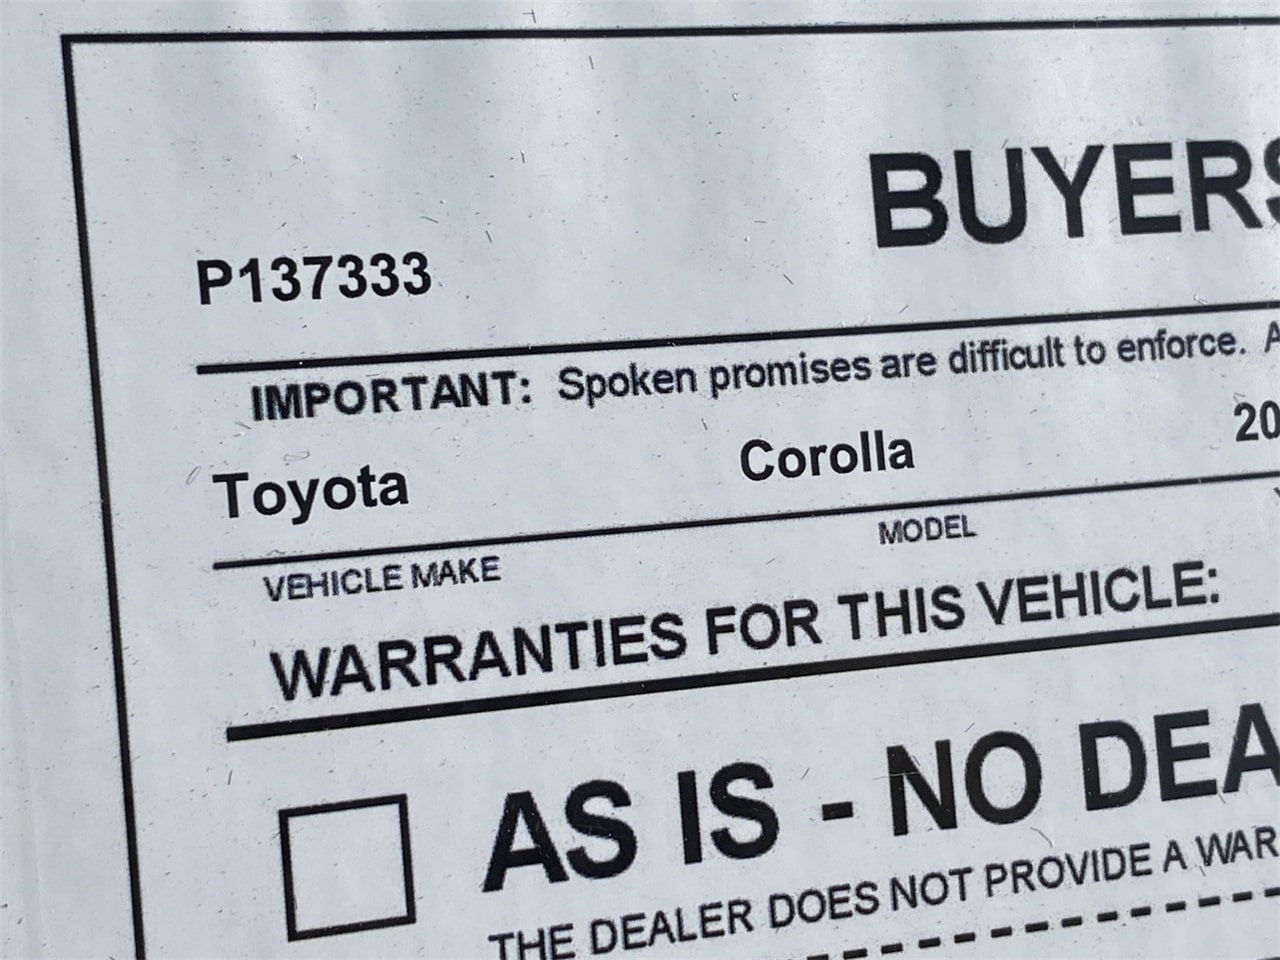 BUYERS
P137333
IMPORTANT: Spoken promises are difficult to enforce. A
Toyota Corolla 20
VEHICLE MAKE MODEL
WARRANTIES FOR THIS VEHICLE:
AS IS - NO DEA
THE DEALER DOES NOT PROVIDE A WAR